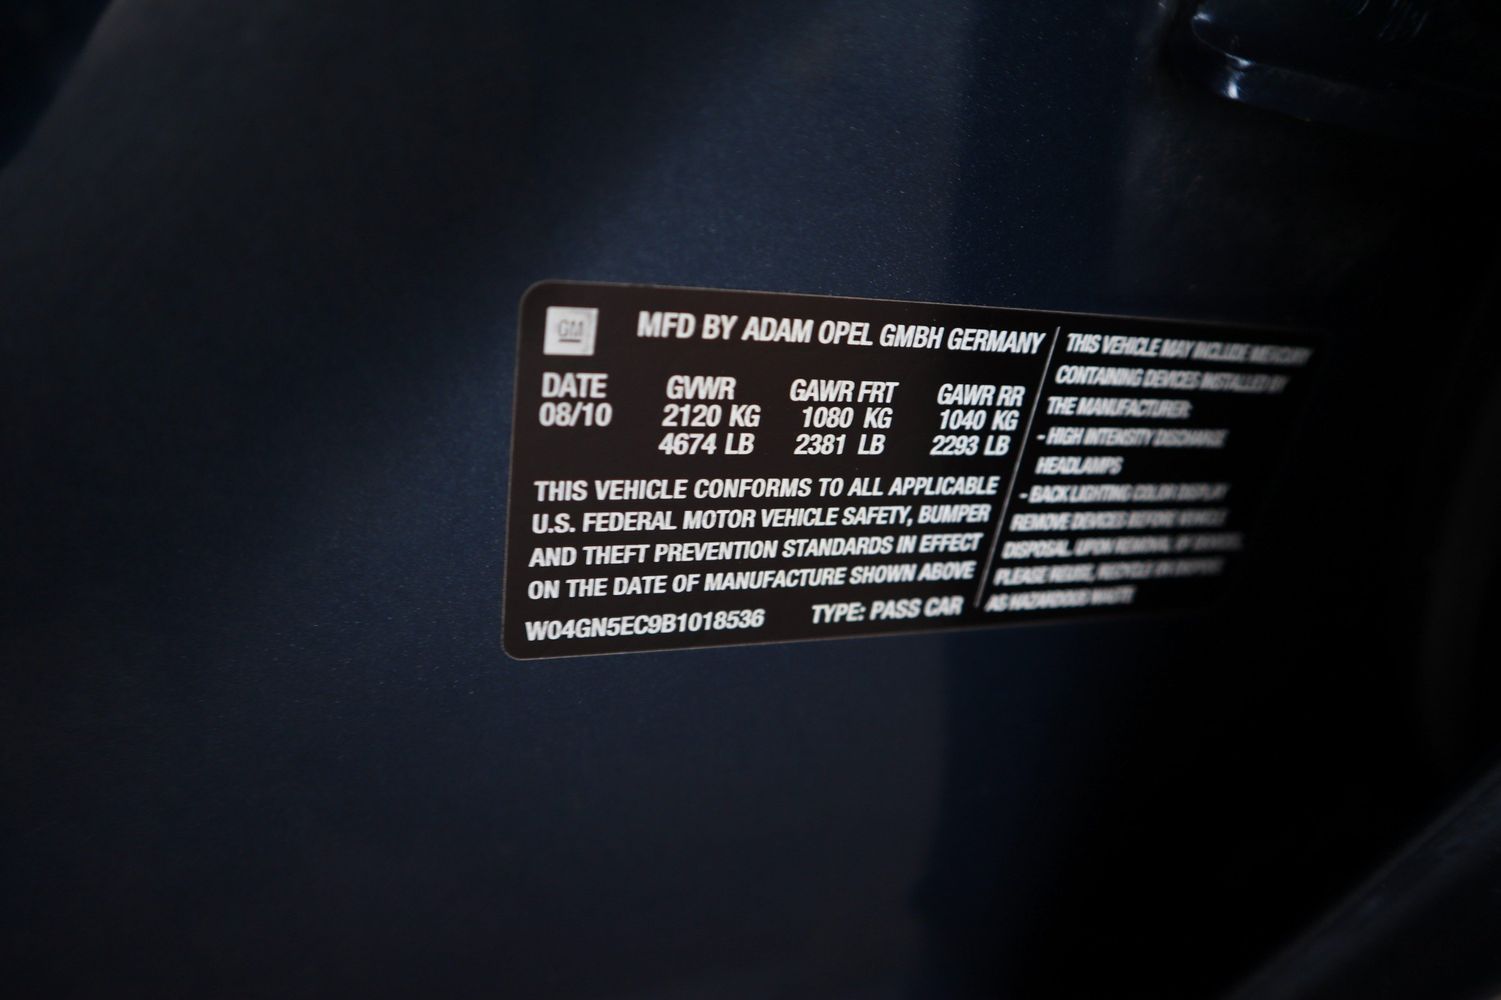 GM
MFD BY ADAM OPEL GMBH GERMANY
DATE GVWR GAWR FRT GAWR RR
08/10 2120 KG 1080 KG 1040 KG
4674 LB 2381 LB 2293 LB
THIS VEHICLE CONFORMS TO ALL APPLICABLE
U.S. FEDERAL MOTOR VEHICLE SAFETY, BUMPER
AND THEFT PREVENTION STANDARDS IN EFFECT
ON THE DATE OF MANUFACTURE SHOWN ABOVE
W04GN5EC9B1018536 TYPE: PASS CAR
THIS VEHICLE MAY INCLUDE MERCURY
CONTAINING DEVICES INSTALLED BY
THE MANUFACTURER:
- HIGH INTENSITY DISCHARGE
HEADLAMPS
- BACK LIGHTING COLOR DISPLAY
REMOVE DEVICES BEFORE VEHICLE
DISPOSAL. UPON REMOVAL OF DEVICES,
PLEASE REUSE, RECYCLE OR DISPOSE
AS HAZARDOUS WASTE